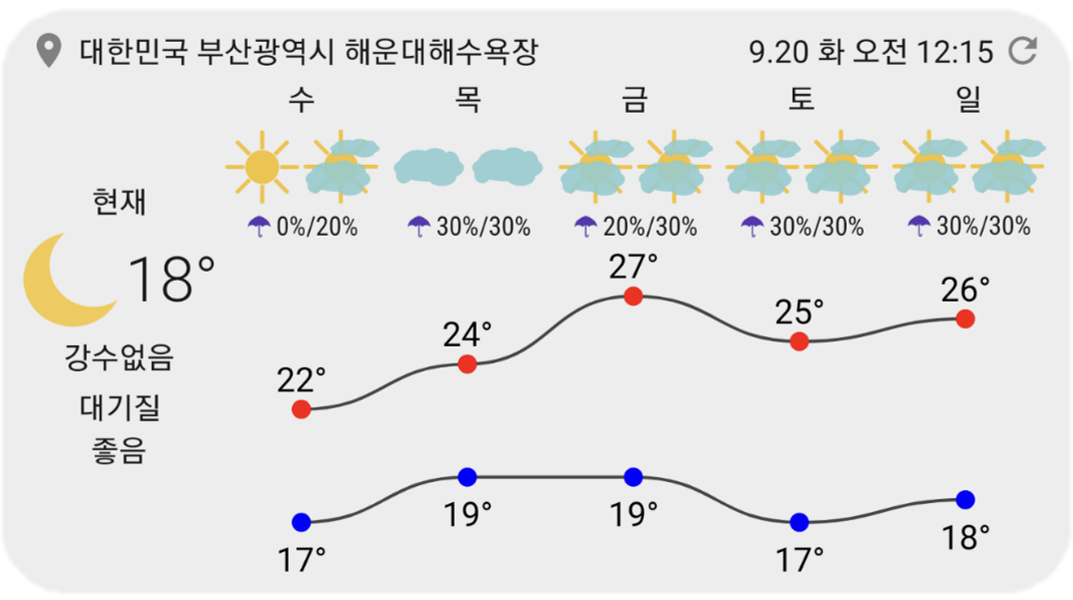 대한민국 부산광역시 해운대해수욕장 9.20 화 오전 12:15
수 목 금 토 일
0%/20% 30%/30% 20%/30% 30%/30% 30%/30%
현재
18°
강수없음
대기질
좋음
22° 24° 27° 25° 26°
17° 19° 19° 17° 18°